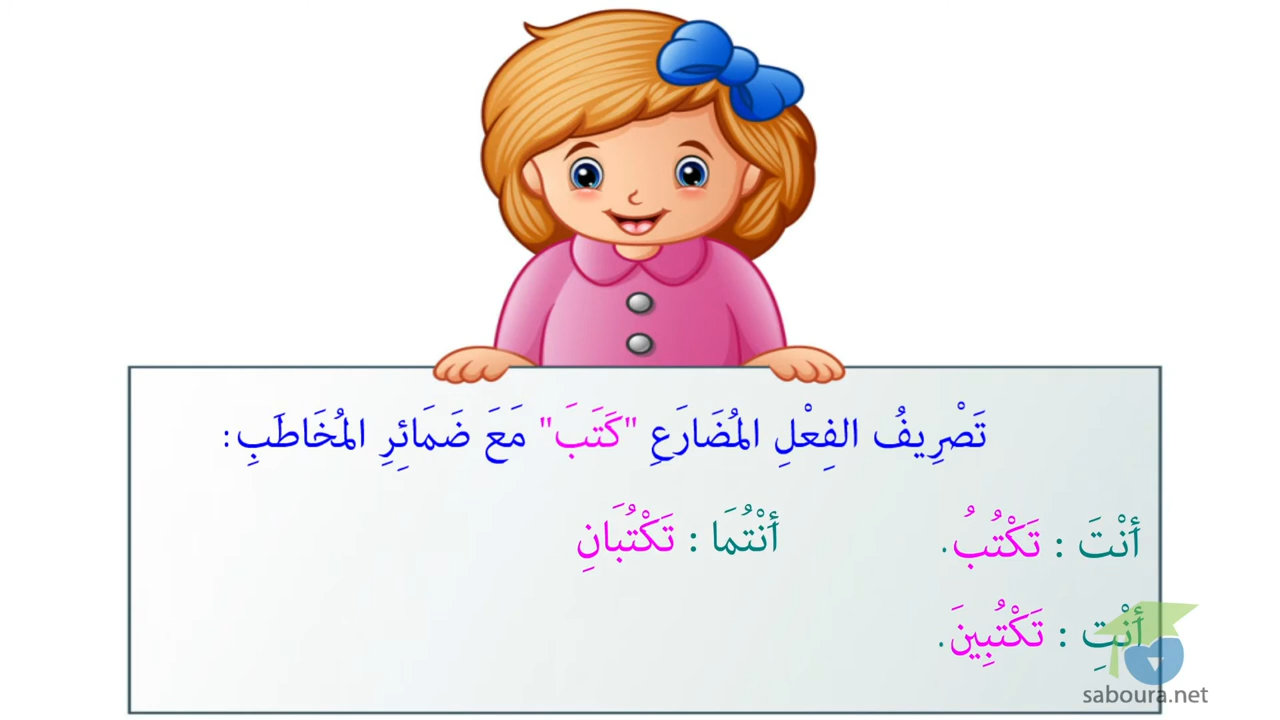 تَصْرِيفُ الفِعْلِ المُضَارَعِ "كَتَبَ" مَعَ ضَمَائِرِ المُخَاطَبِ:
أَنْتَ : تَكْتُبُ. أَنْتُمَا : تَكْتُبَانِ
أَنْتِ : تَكْتُبِينَ.
saboura.net